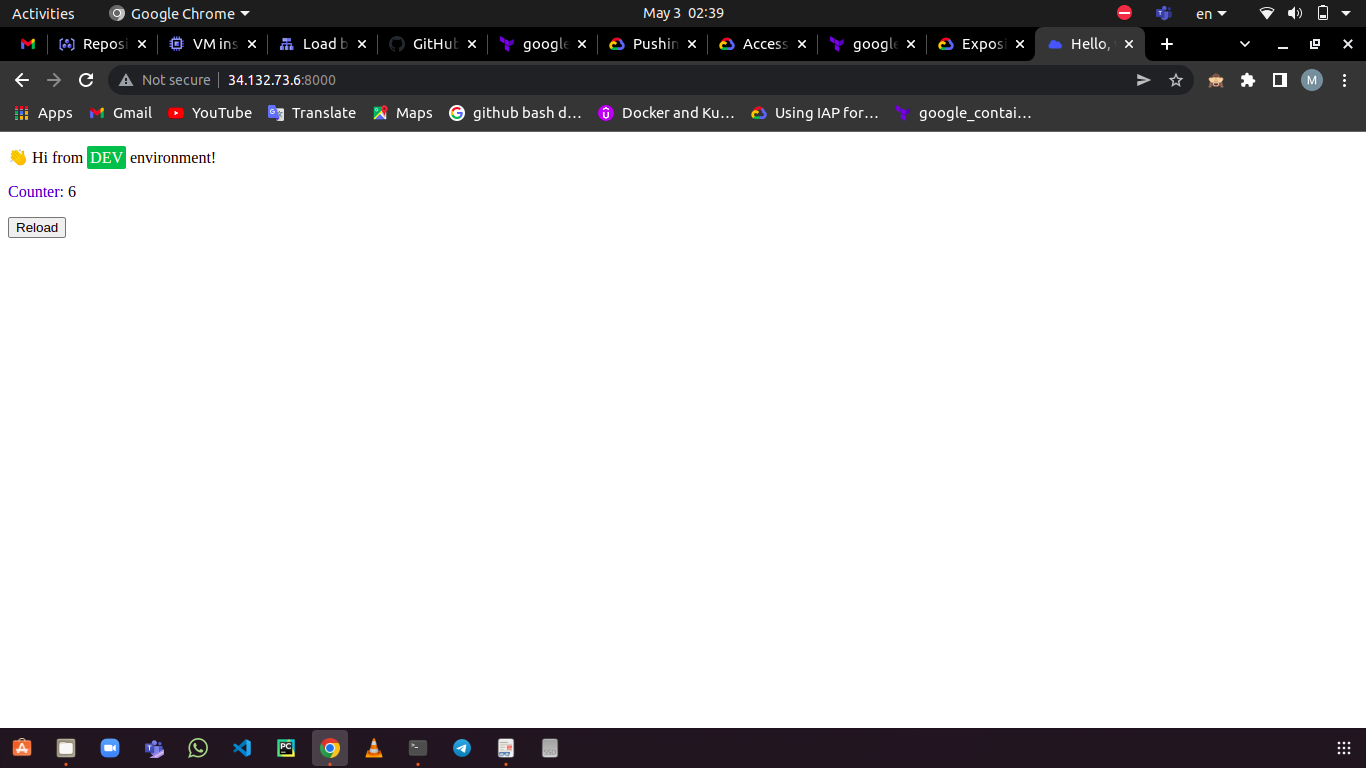 Activities Google Chrome May 3 02:39 en
Reposi VM ins Load b GitHub google Pushin Access google Exposi Hello,
Not secure 34.132.73.6:8000 M
Apps Gmail YouTube Translate Maps github bash d… Docker and Ku… Using IAP for… google_contai…
👋 Hi from DEV environment!
Counter: 6
Reload